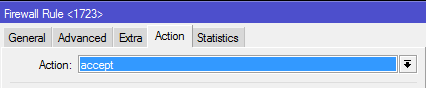 Firewall Rule <1723>
General Advanced Extra Action Statistics
Action: accept